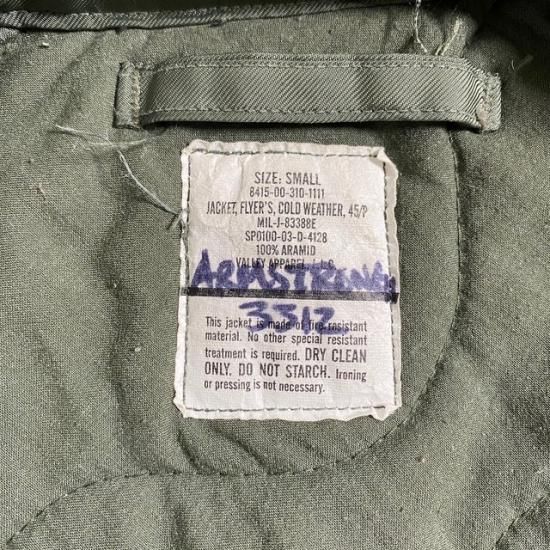 SIZE: SMALL
8415-00-310-1111
JACKET, FLYER'S, COLD WEATHER, 45/P
MIL-J-83388E
SP0100-03-D-4128
100% ARAMID
VALLEY APPAREL, L.L.C.
ARMSTRONG
3312
This jacket is made of fire resistant
material. No other special resistant
treatment is required. DRY CLEAN
ONLY. DO NOT STARCH. Ironing
or pressing is not necessary.